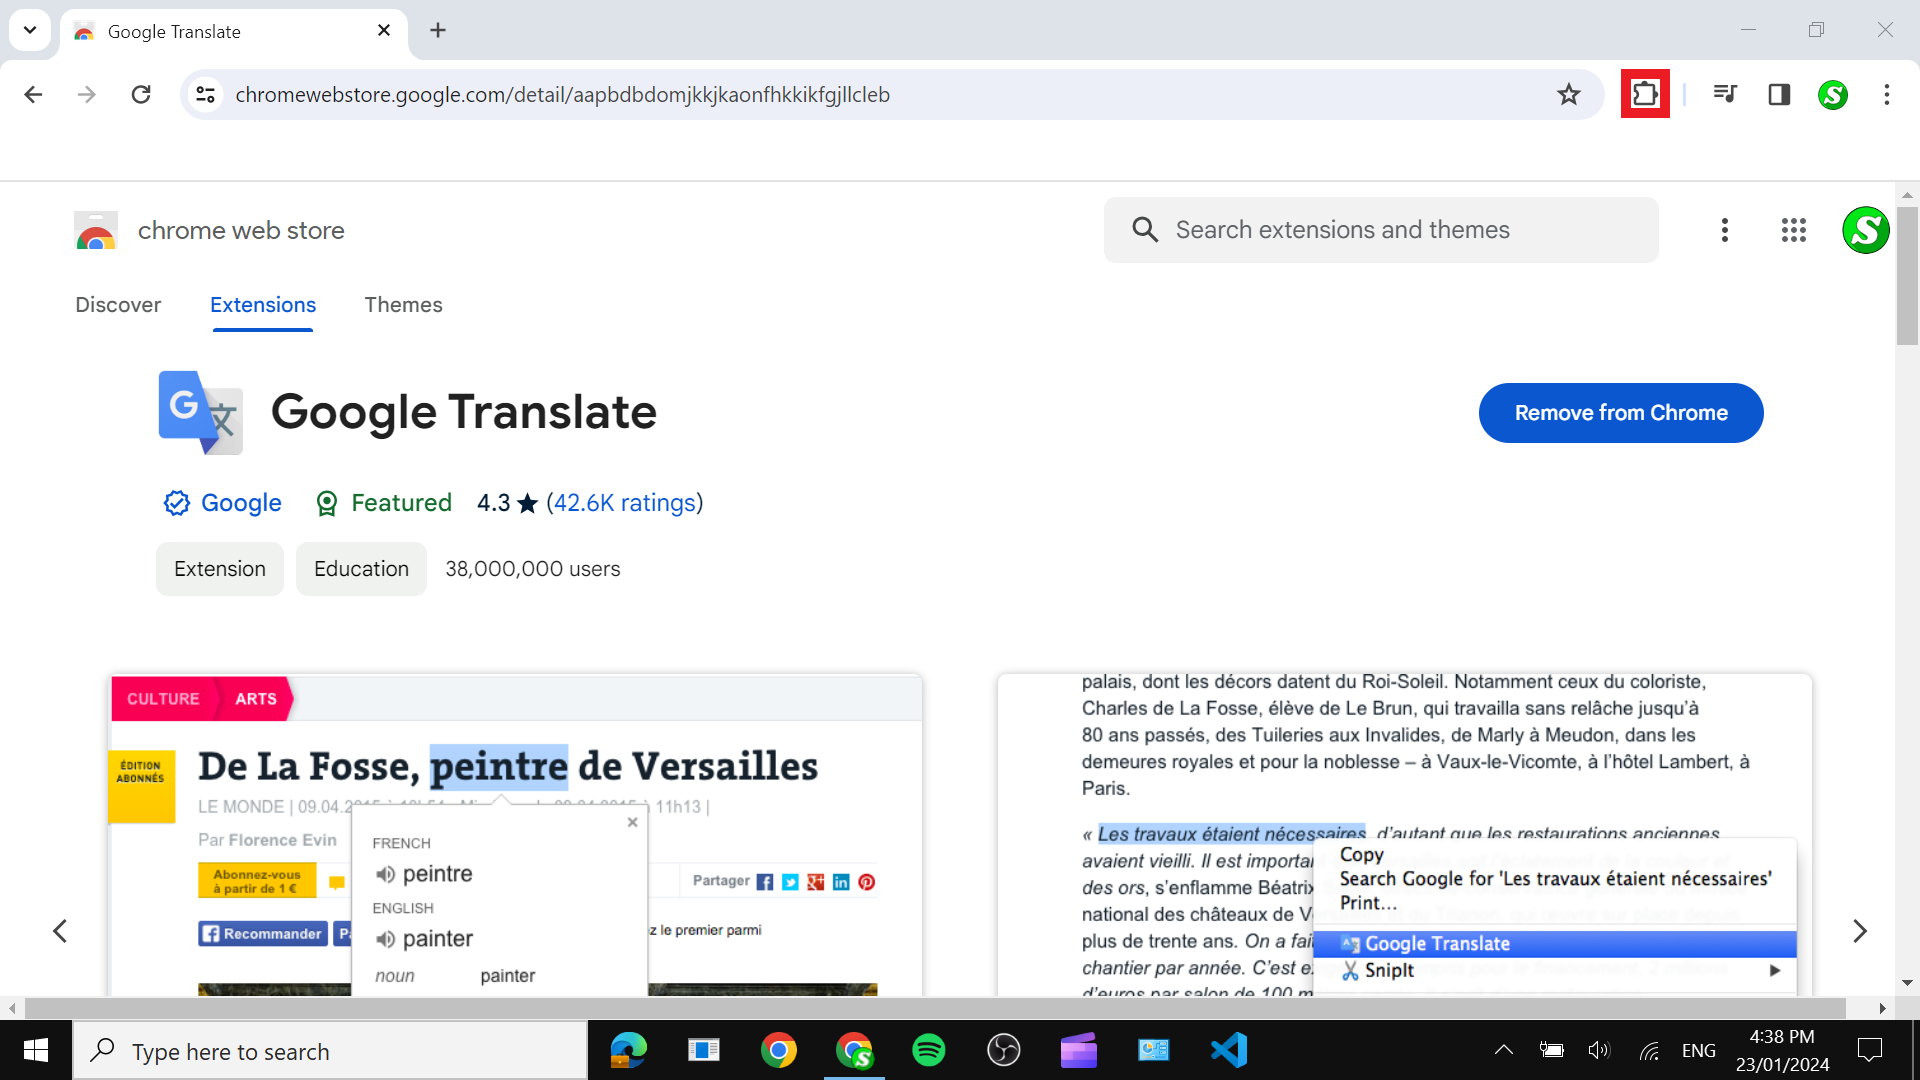 Google Translate
chromewebstore.google.com/detail/aapbdbdomjkkjkaonfhkkikfgjllcleb
chrome web store
Search extensions and themes
Discover
Extensions
Themes
Google Translate
Remove from Chrome
Google
Featured
4.3 ★ (42.6K ratings)
Extension
Education
38,000,000 users
CULTURE
ARTS
ÉDITION
ABONNÉS
De La Fosse, peintre de Versailles
LE MONDE | 09.04.2015 à
à 11h13 |
Par Florence Evin
Abonnez-vous
à partir de 1 €
Partager
Recommander
z le premier parmi
FRENCH
peintre
ENGLISH
painter
noun
painter
palais, dont les décors datent du Roi-Soleil. Notamment ceux du coloriste,
Charles de La Fosse, élève de Le Brun, qui travailla sans relâche jusqu'à
80 ans passés, des Tuileries aux Invalides, de Marly à Meudon, dans les
demeures royales et pour la noblesse – à Vaux-le-Vicomte, à l'hôtel Lambert, à
Paris.
« Les travaux étaient nécessaires, d'autant que les restaurations anciennes
avaient vieilli. Il est importan
des ors, s'enflamme Béatrix
national des châteaux de V
plus de trente ans. On a fai
chantier par année. C'est e
d'euros par salon de 100 m
Copy
Search Google for 'Les travaux étaient nécessaires'
Print...
Google Translate
SnipIt
Type here to search
ENG
4:38 PM
23/01/2024